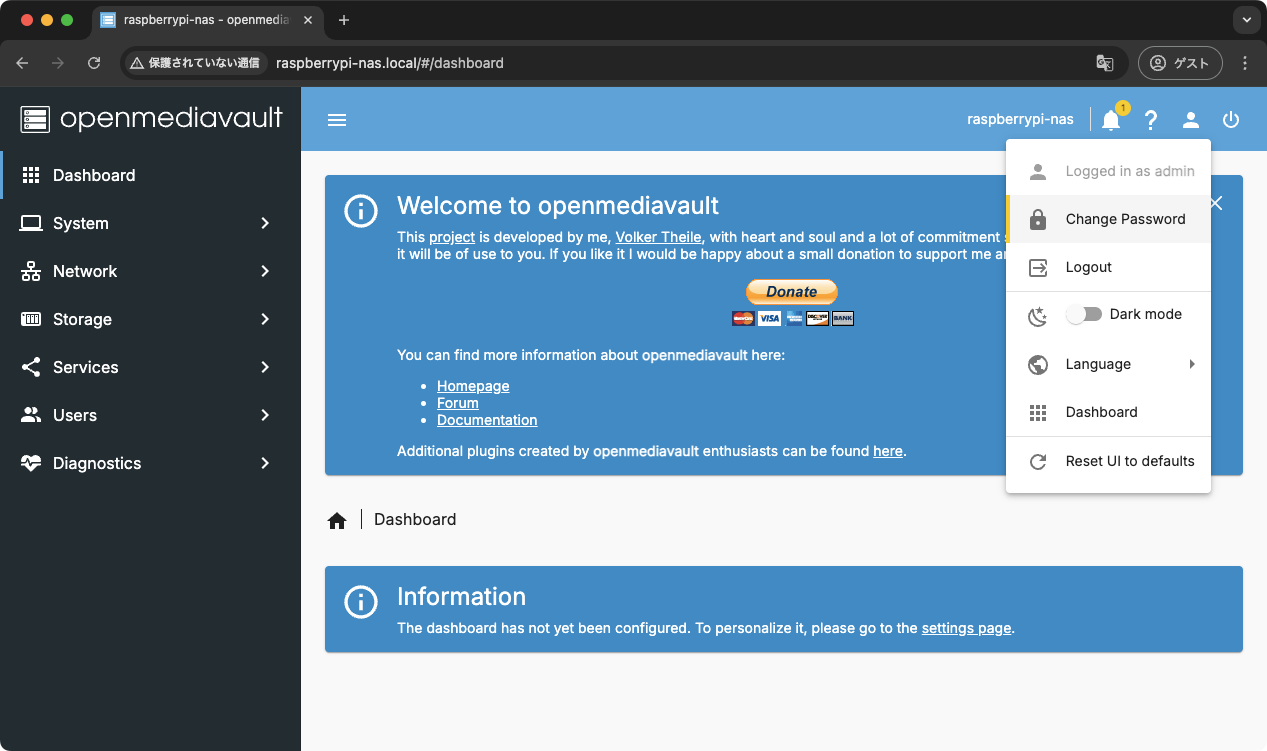 raspberrypi-nas - openmedia
保護されていない通信
raspberrypi-nas.local/#/dashboard
ゲスト
openmediavault
raspberrypi-nas
1
Dashboard
System
Network
Storage
Services
Users
Diagnostics
Welcome to openmediavault
This project is developed by me, Volker Theile, with heart and soul and a lot of commitment
it will be of use to you. If you like it I would be happy about a small donation to support me
Donate
VISA
BANK
You can find more information about openmediavault here:
Homepage
Forum
Documentation
Additional plugins created by openmediavault enthusiasts can be found here.
Logged in as admin
Change Password
Logout
Dark mode
Language
Dashboard
Reset UI to defaults
Dashboard
Information
The dashboard has not yet been configured. To personalize it, please go to the settings page.